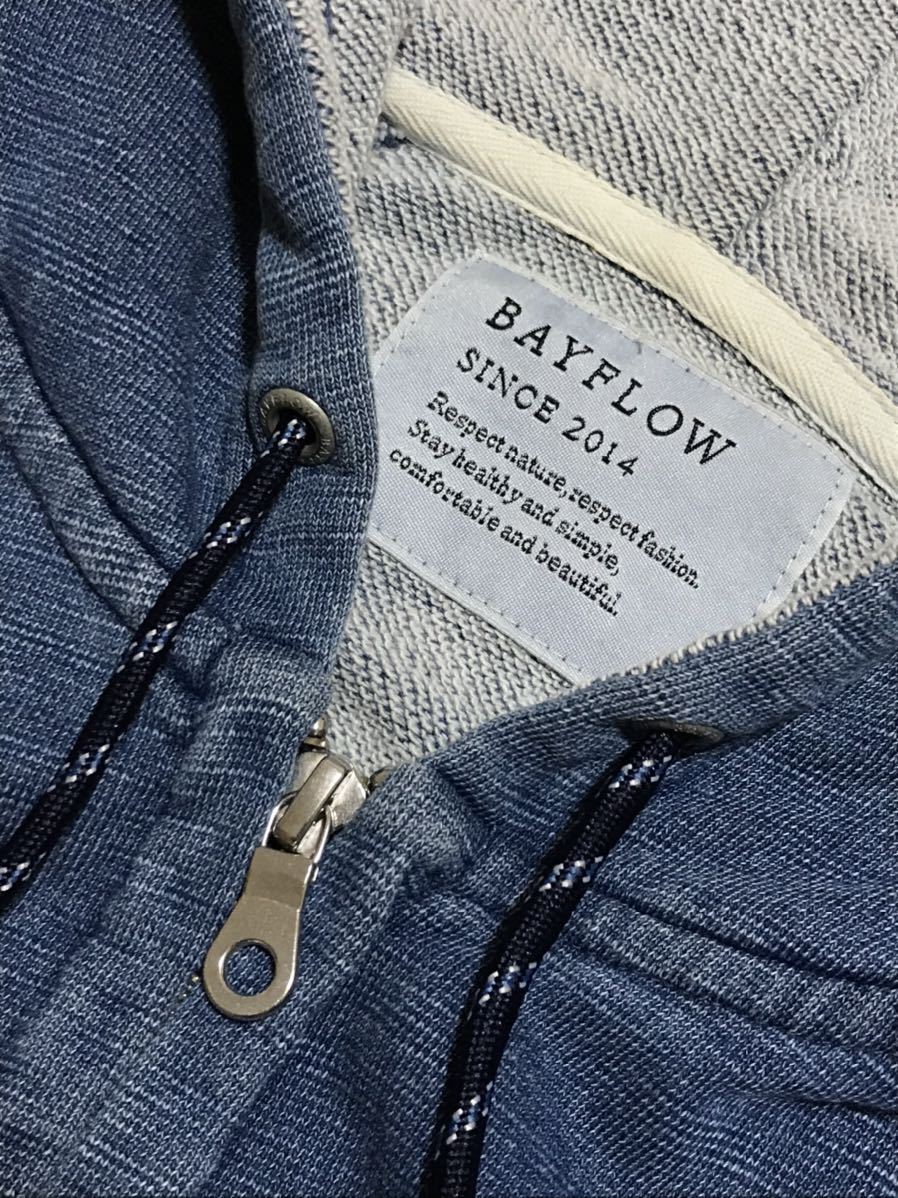 BAYFLOW
SINCE 2014
Respect nature, respect fashion.
Stay healthy and simple,
comfortable and beautiful.